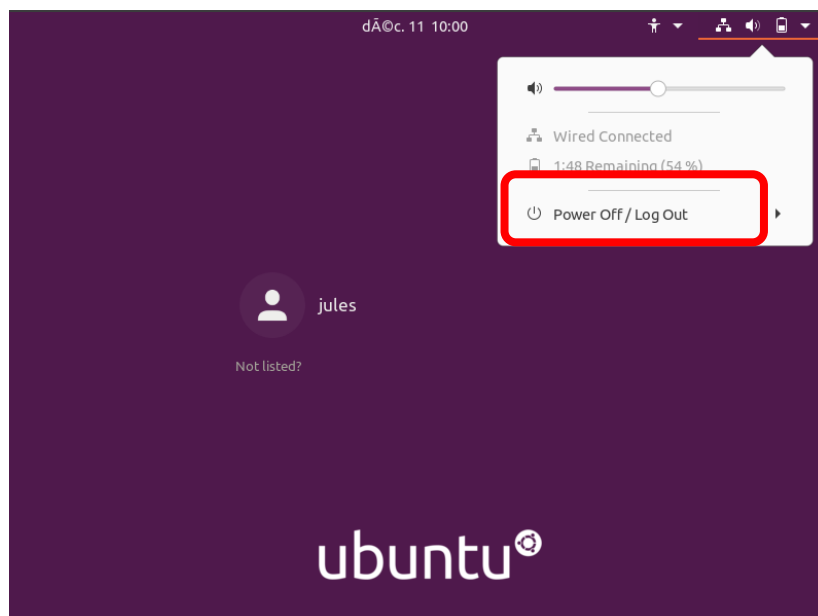 dÃ©c. 11 10:00
Wired Connected
1:48 Remaining (54 %)
Power Off / Log Out
jules
Not listed?
ubuntu